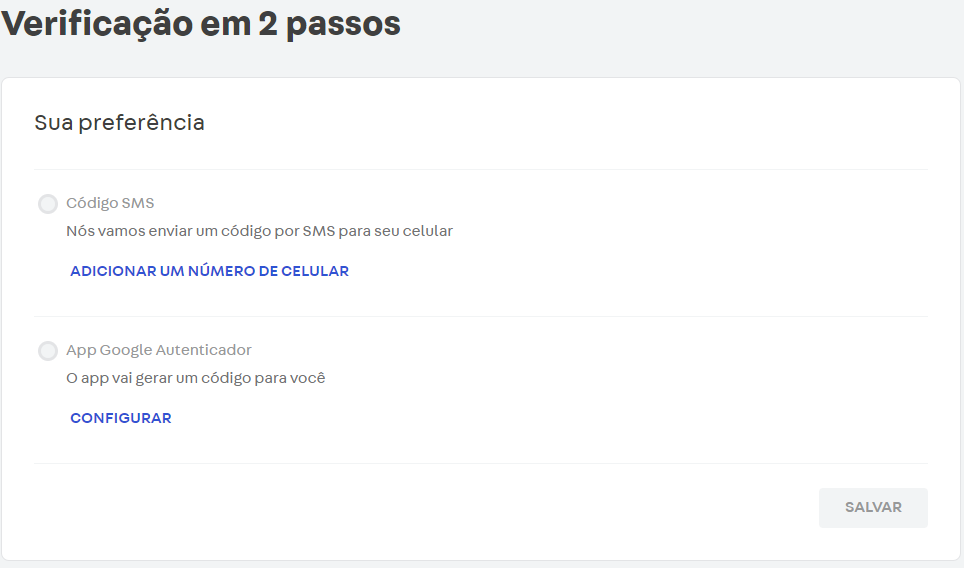 Verificação em 2 passos
Sua preferência
Código SMS
Nós vamos enviar um código por SMS para seu celular
ADICIONAR UM NÚMERO DE CELULAR
App Google Autenticador
O app vai gerar um código para você
CONFIGURAR
SALVAR